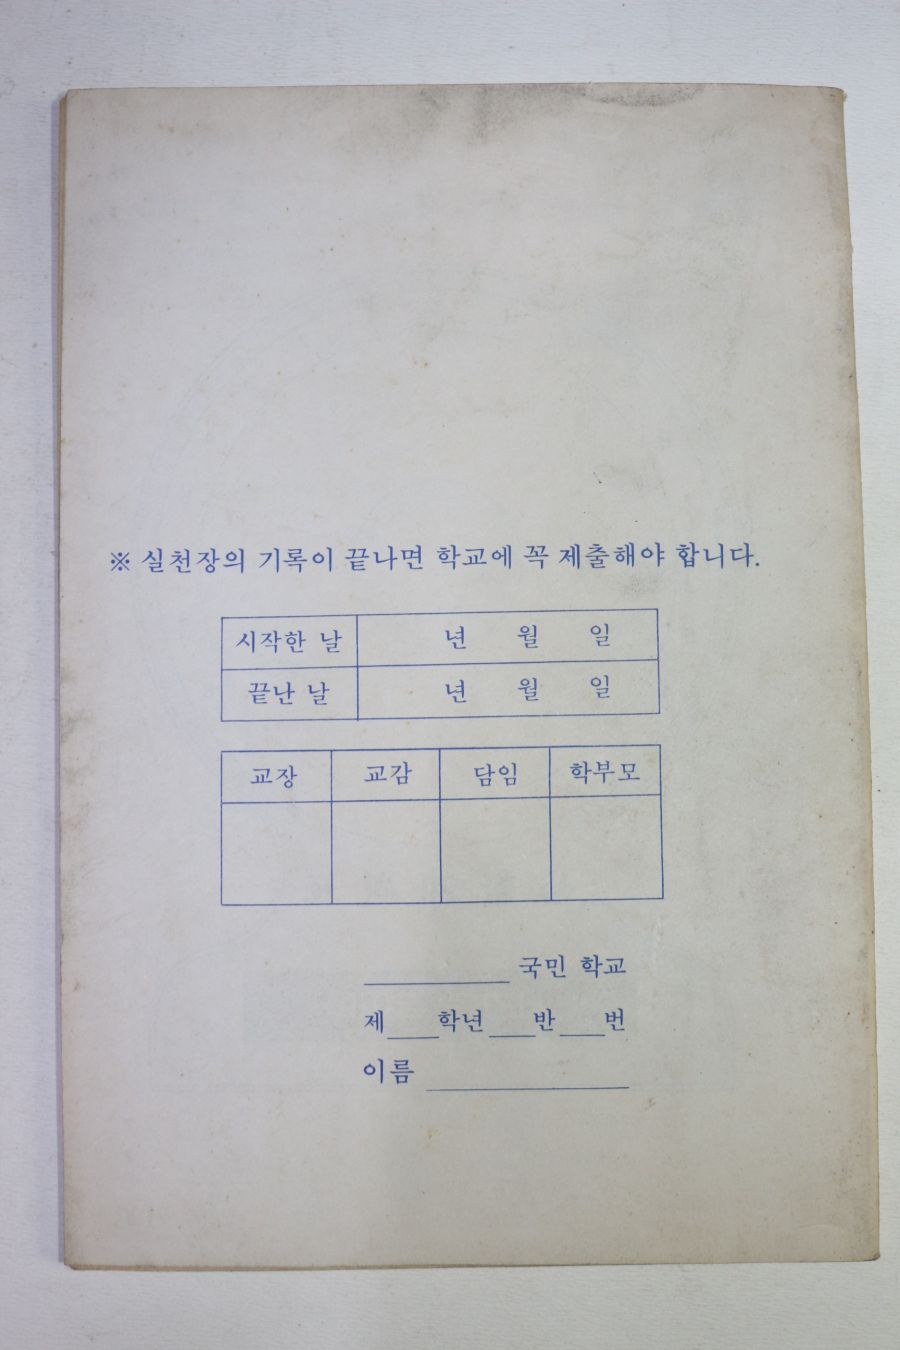 ※ 실천장의 기록이 끝나면 학교에 꼭 제출해야 합니다.
시작한 날 년 월 일
끝난 날 년 월 일
교장 교감 담임 학부모
국민 학교
제 학년 반 번
이름